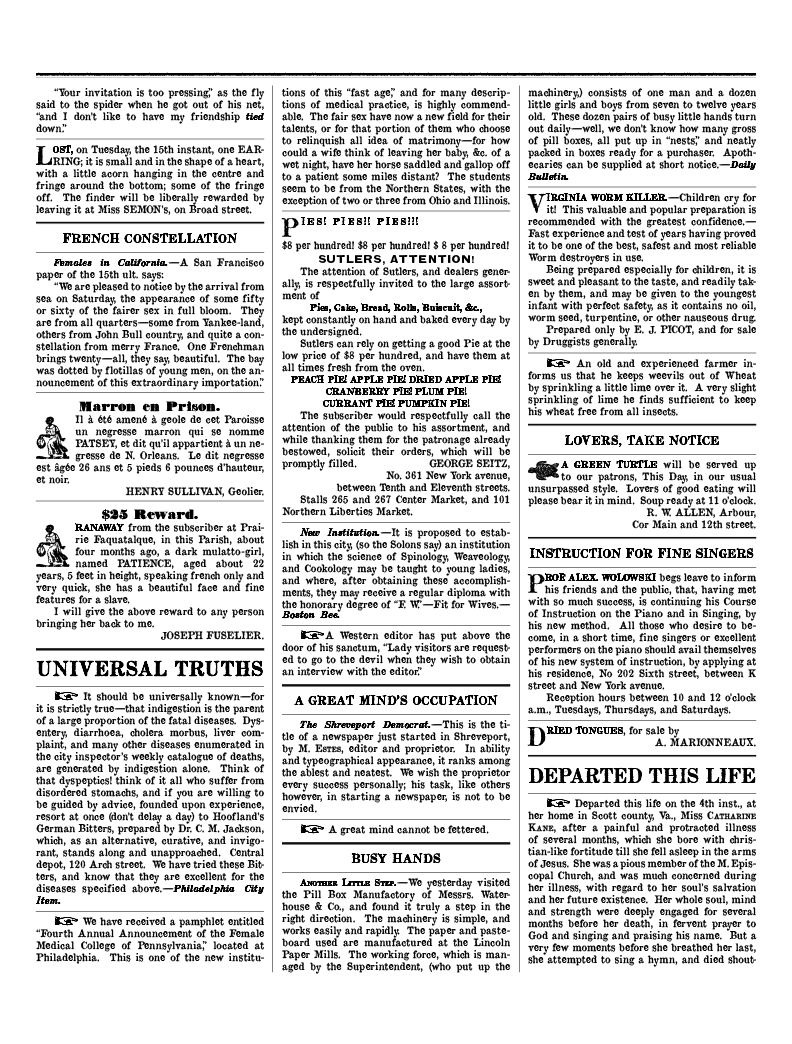 "Your invitation is too pressing," as the fly
said to the spider when he got out of his net,
"and I don't like to have my friendship tied
down."
LOST, on Tuesday, the 15th instant, one EAR-
RING; it is small and in the shape of a heart,
with a little acorn hanging in the centre and
fringe around the bottom; some of the fringe
off. The finder will be liberally rewarded by
leaving it at Miss SEMON'S, on Broad street.
FRENCH CONSTELLATION
Females in California.—A San Francisco
paper of the 15th ult. says:
"We are pleased to notice by the arrival from
sea on Saturday, the appearance of some fifty
or sixty of the fairer sex in full bloom. They
are from all quarters—some from Yankee-land,
others from John Bull country, and quite a con-
stellation from merry France. One Frenchman
brings twenty—all, they say, beautiful. The bay
was dotted by flotillas of young men, on the an-
nouncement of this extraordinary importation."
Marron en Prison.
Il à été amené à geole de cet Paroisse
un negresse marron qui se nomme
PATSEY, et dit qu'il appartient à un ne-
gresse de N. Orleans. Le dit negresse
est âgée 26 ans et 5 pieds 6 pounces d'hauteur,
et noir.
HENRY SULLIVAN, Geolier.
$25 Reward.
RANAWAY from the subscriber at Prai-
rie Faquatalque, in this Parish, about
four months ago, a dark mulatto-girl,
named PATIENCE, aged about 22
years, 5 feet in height, speaking french only and
very quick, she has a beautiful face and fine
features for a slave.
I will give the above reward to any person
bringing her back to me.
JOSEPH FUSELIER.
UNIVERSAL TRUTHS
☞ It should be universally known—for
it is strictly true—that indigestion is the parent
of a large proportion of the fatal diseases. Dys-
entery, diarrhoea, cholera morbus, liver com-
plaint, and many other diseases enumerated in
the city inspector's weekly catalogue of deaths,
are generated by indigestion alone. Think of
that dyspeptics! think of it all who suffer from
disordered stomachs, and if you are willing to
be guided by advice, founded upon experience,
resort at once (don't delay a day) to Hoofland's
German Bitters, prepared by Dr. C. M. Jackson,
which, as an alternative, curative, and invigo-
rant, stands along and unapproached. Central
depot, 120 Arch street. We have tried these Bit-
ters, and know that they are excellent for the
diseases specified above.—Philadelphia City
Item.
☞ We have received a pamphlet entitled
"Fourth Annual Announcement of the Female
Medical College of Pennsylvania," located at
Philadelphia. This is one of the new institu-
tions of this "fast age," and for many descrip-
tions of medical practice, is highly commend-
able. The fair sex have now a new field for their
talents, or for that portion of them who choose
to relinquish all idea of matrimony—for how
could a wife think of leaving her baby, &c. of a
wet night, have her horse saddled and gallop off
to a patient some miles distant? The students
seem to be from the Northern States, with the
exception of two or three from Ohio and Illinois.
PIES! PIES!! PIES!!!
$8 per hundred! $8 per hundred! $ 8 per hundred!
SUTLERS, ATTENTION!
The attention of Sutlers, and dealers gener-
ally, is respectfully invited to the large assort-
ment of
Pies, Cake, Bread, Rolls, Buiscuit, &c.,
kept constantly on hand and baked every day by
the undersigned.
Sutlers can rely on getting a good Pie at the
low price of $8 per hundred, and have them at
all times fresh from the oven.
PEACH PIE! APPLE PIE! DRIED APPLE PIE!
CRANBERRY PIE! PLUM PIE!
CURRANT PIE! PUMPKIN PIE!
The subscriber would respectfully call the
attention of the public to his assortment, and
while thanking them for the patronage already
bestowed, solicit their orders, which will be
promptly filled. GEORGE SEITZ,
No. 361 New York avenue,
between Tenth and Eleventh streets.
Stalls 265 and 267 Center Market, and 101
Northern Liberties Market.
New Institution.—It is proposed to estab-
lish in this city, (so the Solons say) an institution
in which the science of Spinology, Weaveology,
and Cookology may be taught to young ladies,
and where, after obtaining these accomplish-
ments, they may receive a regular diploma with
the honorary degree of "F. W."—Fit for Wives.—
Boston Bee.
☞A Western editor has put above the
door of his sanctum, "Lady visitors are request-
ed to go to the devil when they wish to obtain
an interview with the editor."
A GREAT MIND'S OCCUPATION
The Shreveport Democrat.—This is the ti-
tle of a newspaper just started in Shreveport,
by M. ESTES, editor and proprietor. In ability
and typeographical appearance, it ranks among
the ablest and neatest. We wish the proprietor
every success personally; his task, like others
however, in starting a newspaper, is not to be
envied.
☞ A great mind cannot be fettered.
BUSY HANDS
ANOTHER LITTLE STEP.—We yesterday visited
the Pill Box Manufactory of Messrs. Water-
house & Co., and found it truly a step in the
right direction. The machinery is simple, and
works easily and rapidly. The paper and paste-
board used are manufactured at the Lincoln
Paper Mills. The working force, which is man-
aged by the Superintendent, (who put up the
machinery,) consists of one man and a dozen
little girls and boys from seven to twelve years
old. These dozen pairs of busy little hands turn
out daily—well, we don't know how many gross
of pill boxes, all put up in "nests," and neatly
packed in boxes ready for a purchaser. Apoth-
ecaries can be supplied at short notice.—Daily
Bulletin.
VIRGINIA WORM KILLER.—Children cry for
it! This valuable and popular preparation is
recommended with the greatest confidence.—
Fast experience and test of years having proved
it to be one of the best, safest and most reliable
Worm destroyers in use.
Being prepared especially for children, it is
sweet and pleasant to the taste, and readily tak-
en by them, and may be given to the youngest
infant with perfect safety, as it contains no oil,
worm seed, turpentine, or other nauseous drug.
Prepared only by E. J. PICOT, and for sale
by Druggists generally.
☞ An old and experienced farmer in-
forms us that he keeps weevils out of Wheat
by sprinkling a little lime over it. A very slight
sprinkling of lime he finds sufficient to keep
his wheat free from all insects.
LOVERS, TAKE NOTICE
A GREEN TURTLE will be served up
to our patrons, This Day, in our usual
unsurpassed style. Lovers of good eating will
please bear it in mind. Soup ready at 11 o'clock.
R. W. ALLEN, Arbour,
Cor Main and 12th street.
INSTRUCTION FOR FINE SINGERS
PROF. ALEX. WOLOWSKI begs leave to inform
his friends and the public, that, having met
with so much success, is continuing his Course
of Instruction on the Piano and in Singing, by
his new method. All those who desire to be-
come, in a short time, fine singers or excellent
performers on the piano should avail themselves
of his new system of instruction, by applying at
his residence, No 202 Sixth street, between K
street and New York avenue.
Reception hours between 10 and 12 o'clock
a.m., Tuesdays, Thursdays, and Saturdays.
DRIED TONGUES, for sale by
A. MARIONNEAUX.
DEPARTED THIS LIFE
☞ Departed this life on the 4th inst., at
her home in Scott county, Va., Miss CATHARINE
KANE, after a painful and protracted illness
of several months, which she bore with chris-
tian-like fortitude till she fell asleep in the arms
of Jesus. She was a pious member of the M. Epis-
copal Church, and was much concerned during
her illness, with regard to her soul's salvation
and her future existence. Her whole soul, mind
and strength were deeply engaged for several
months before her death, in fervent prayer to
God and singing and praising his name. But a
very few moments before she breathed her last,
she attempted to sing a hymn, and died shout-